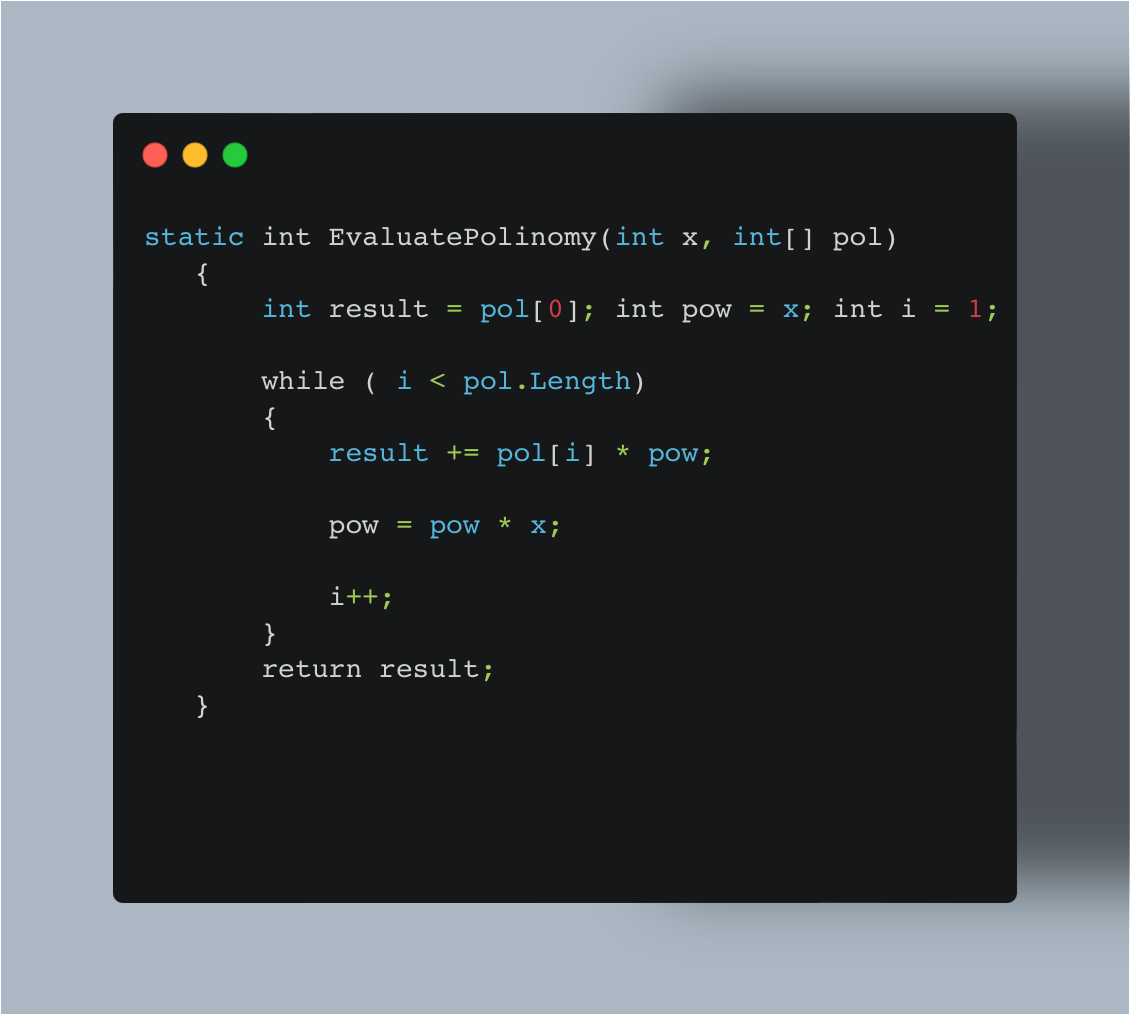 static int EvaluatePolinomy(int x, int[] pol)
{
int result = pol[0]; int pow = x; int i = 1;
while ( i < pol.Length)
{
result += pol[i] * pow;
pow = pow * x;
i++;
}
return result;
}